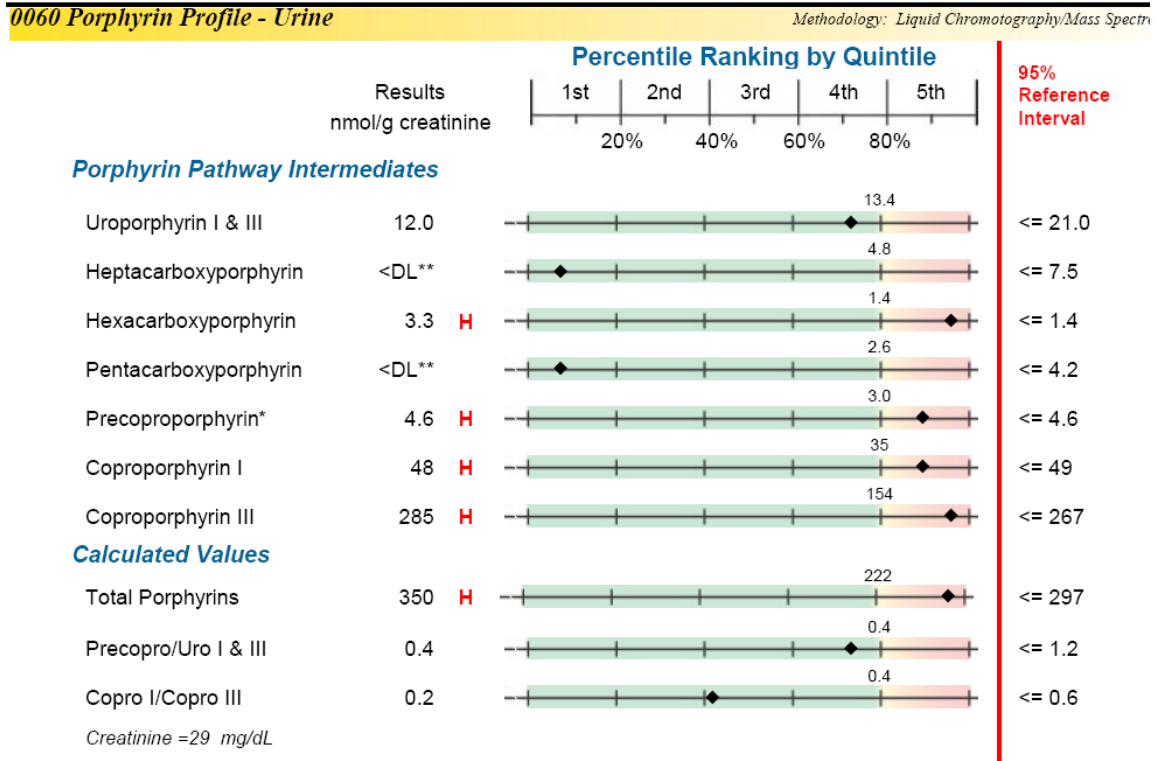 0060 Porphyrin Profile - Urine Methodology: Liquid Chromotography/Mass Spectro
Percentile Ranking by Quintile
95%
Reference
Interval
Results
nmol/g creatinine
1st 2nd 3rd 4th 5th
20% 40% 60% 80%
Porphyrin Pathway Intermediates
13.4
Uroporphyrin I & III 12.0 <= 21.0
4.8
Heptacarboxyporphyrin <DL** <= 7.5
1.4
Hexacarboxyporphyrin 3.3 H <= 1.4
2.6
Pentacarboxyporphyrin <DL** <= 4.2
3.0
Precoproporphyrin* 4.6 H <= 4.6
35
Coproporphyrin I 48 H <= 49
154
Coproporphyrin III 285 H <= 267
Calculated Values
222
Total Porphyrins 350 H <= 297
0.4
Precopro/Uro I & III 0.4 <= 1.2
0.4
Copro I/Copro III 0.2 <= 0.6
Creatinine =29 mg/dL